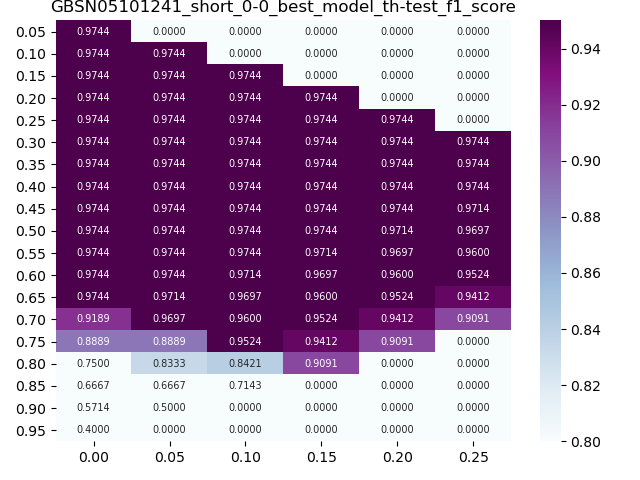 GBSN05101241_short_0-0_best_model_th-test_f1_score
0.05 0.9744 0.0000 0.0000 0.0000 0.0000 0.0000
0.10 0.9744 0.9744 0.0000 0.0000 0.0000 0.0000
0.15 0.9744 0.9744 0.9744 0.0000 0.0000 0.0000
0.20 0.9744 0.9744 0.9744 0.9744 0.0000 0.0000
0.25 0.9744 0.9744 0.9744 0.9744 0.9744 0.0000
0.30 0.9744 0.9744 0.9744 0.9744 0.9744 0.9744
0.35 0.9744 0.9744 0.9744 0.9744 0.9744 0.9744
0.40 0.9744 0.9744 0.9744 0.9744 0.9744 0.9744
0.45 0.9744 0.9744 0.9744 0.9744 0.9744 0.9714
0.50 0.9744 0.9744 0.9744 0.9744 0.9714 0.9697
0.55 0.9744 0.9744 0.9744 0.9714 0.9697 0.9600
0.60 0.9744 0.9744 0.9714 0.9697 0.9600 0.9524
0.65 0.9744 0.9714 0.9697 0.9600 0.9524 0.9412
0.70 0.9189 0.9697 0.9600 0.9524 0.9412 0.9091
0.75 0.8889 0.8889 0.9524 0.9412 0.9091 0.0000
0.80 0.7500 0.8333 0.8421 0.9091 0.0000 0.0000
0.85 0.6667 0.6667 0.7143 0.0000 0.0000 0.0000
0.90 0.5714 0.5000 0.0000 0.0000 0.0000 0.0000
0.95 0.4000 0.0000 0.0000 0.0000 0.0000 0.0000
0.00 0.05 0.10 0.15 0.20 0.25
0.94
0.92
0.90
0.88
0.86
0.84
0.82
0.80